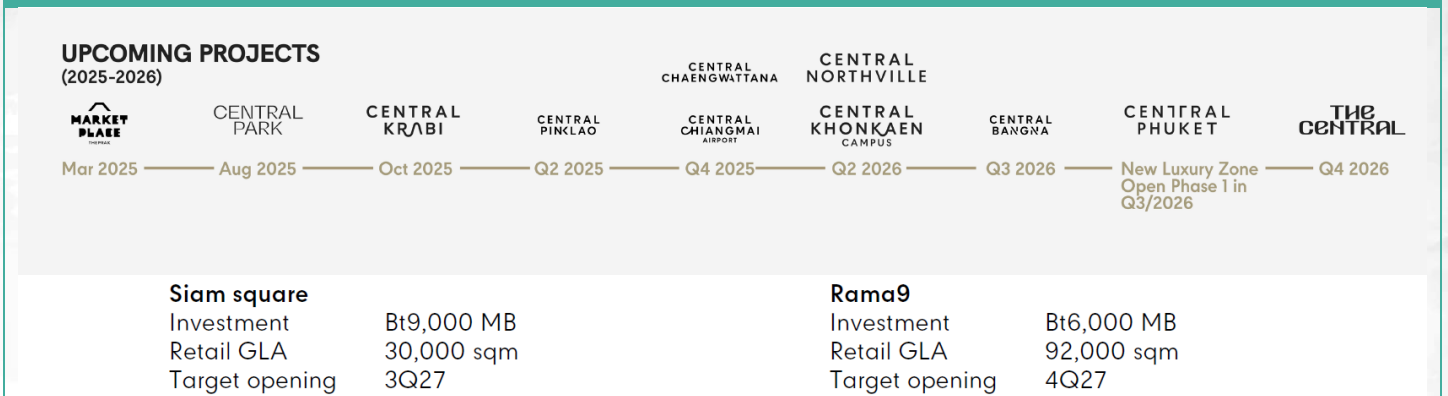 UPCOMING PROJECTS
(2025-2026)
CENTRAL
CHAENGWATTANA
CENTRAL
NORTHVILLE
MARKET
PLACE
THEPRAK
CENTRAL
PARK
CENTRAL
KRABI
CENTRAL
PINKLAO
CENTRAL
CHIANGMAI
AIRPORT
CENTRAL
KHONKAEN
CAMPUS
CENTRAL
BANGNA
CENTRAL
PHUKET
THE
CENTRAL
Mar 2025
Aug 2025
Oct 2025
Q2 2025
Q4 2025
Q2 2026
Q3 2026
New Luxury Zone
Open Phase 1 in
Q3/2026
Q4 2026
Siam square
Investment Bt9,000 MB
Retail GLA 30,000 sqm
Target opening 3Q27
Rama9
Investment Bt6,000 MB
Retail GLA 92,000 sqm
Target opening 4Q27